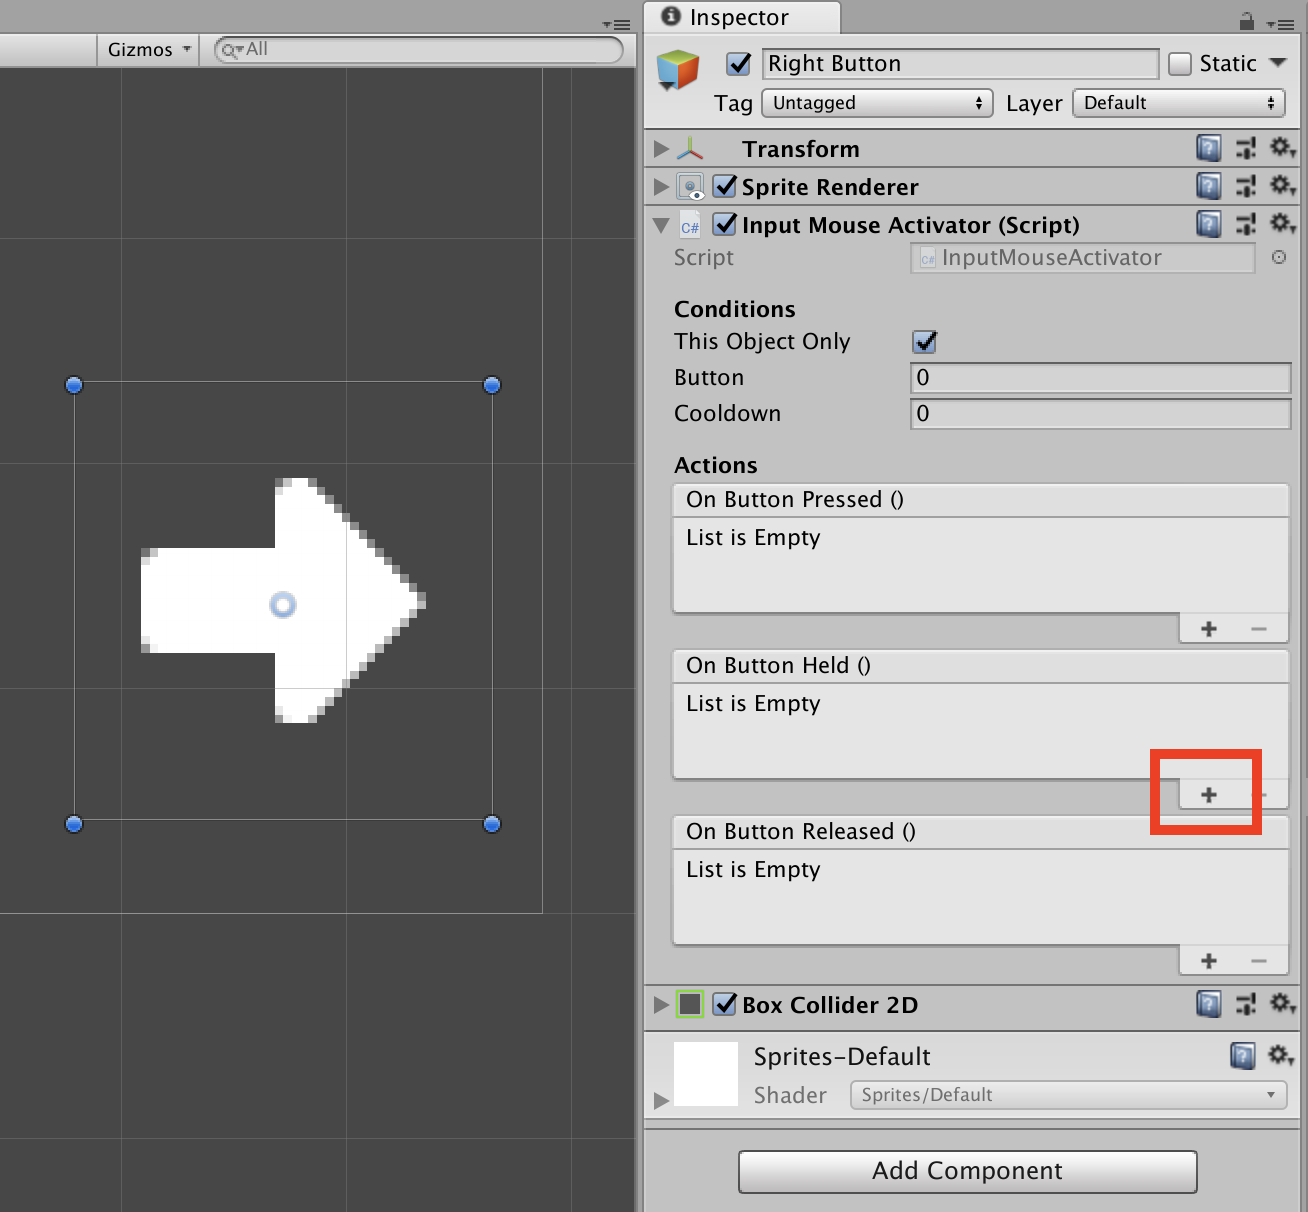 Inspector
Gizmos
All
Right Button
Static
Tag Untagged Layer Default
Transform
Sprite Renderer
C# Input Mouse Activator (Script)
Script C# InputMouseActivator
Conditions
This Object Only
Button 0
Cooldown 0
Actions
On Button Pressed ()
List is Empty
On Button Held ()
List is Empty
On Button Released ()
List is Empty
Box Collider 2D
Sprites-Default
Shader Sprites/Default
Add Component